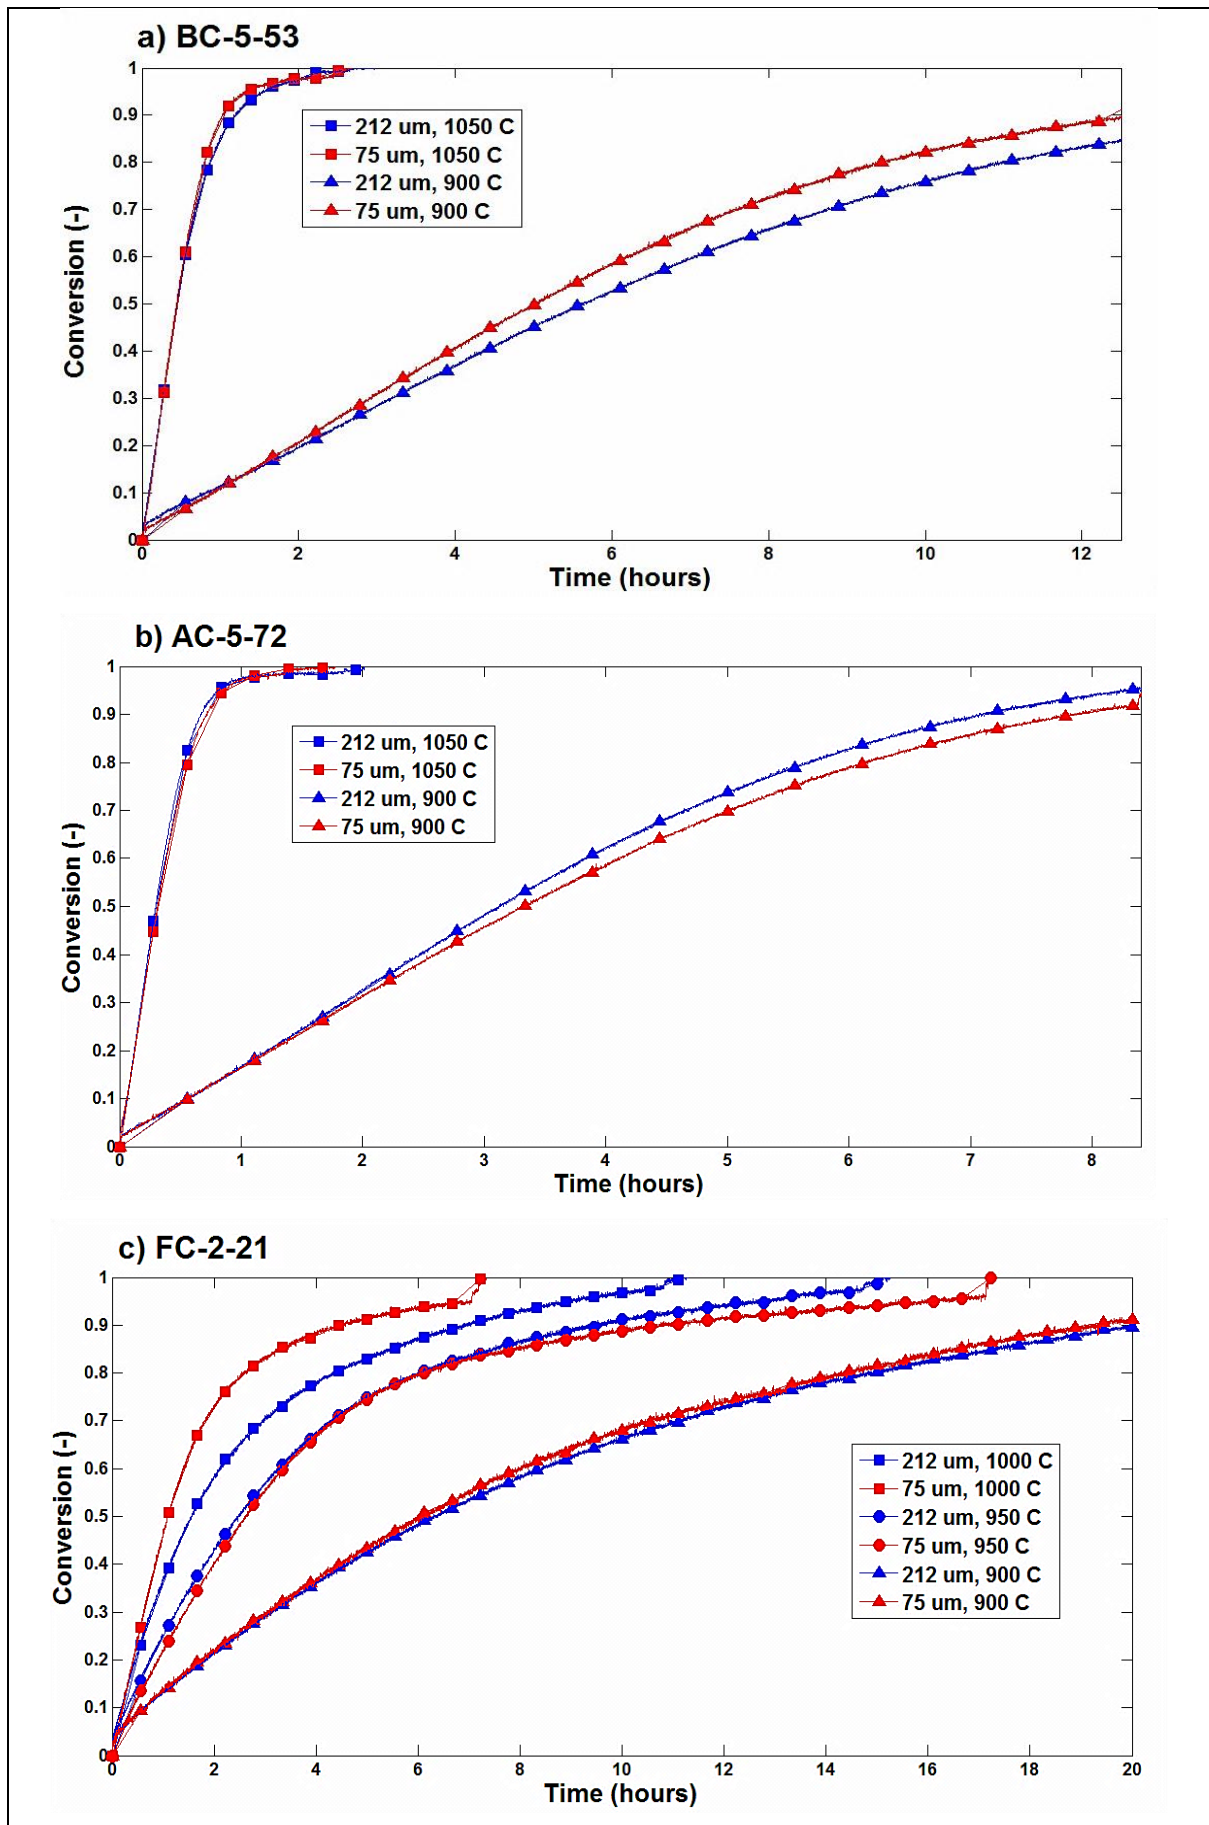 a) BC-5-53
1
0.9
0.8
0.7
0.6
0.5
0.4
0.3
0.2
0.1
0
Conversion (-)
212 um, 1050 C
75 um, 1050 C
212 um, 900 C
75 um, 900 C
0 2 4 6 8 10 12
Time (hours)
b) AC-5-72
1
0.9
0.8
0.7
0.6
0.5
0.4
0.3
0.2
0.1
0
Conversion (-)
212 um, 1050 C
75 um, 1050 C
212 um, 900 C
75 um, 900 C
0 1 2 3 4 5 6 7 8
Time (hours)
c) FC-2-21
1
0.9
0.8
0.7
0.6
0.5
0.4
0.3
0.2
0.1
0
Conversion (-)
212 um, 1000 C
75 um, 1000 C
212 um, 950 C
75 um, 950 C
212 um, 900 C
75 um, 900 C
0 2 4 6 8 10 12 14 16 18 20
Time (hours)